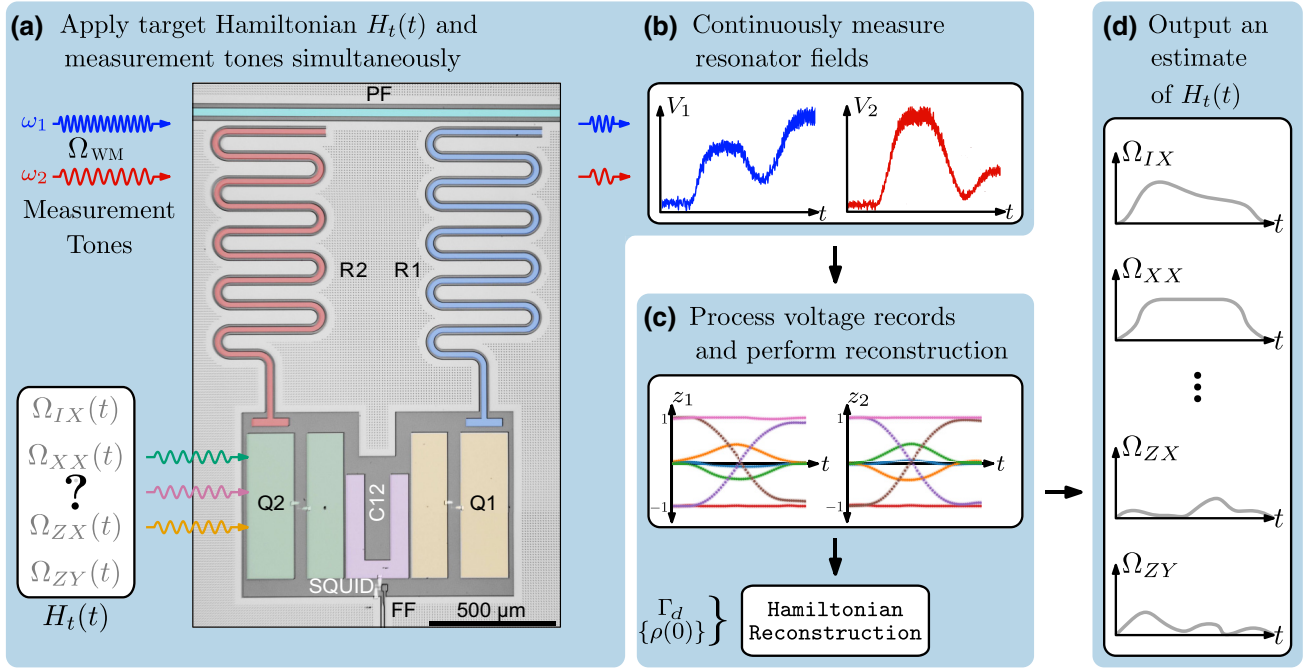 (a) Apply target Hamiltonian H_t(t) and
measurement tones simultaneously
PF
ω_1
Ω_WM
ω_2
Measurement
Tones
R2
R1
Ω_IX(t)
Ω_XX(t)
?
Ω_ZX(t)
Ω_ZY(t)
H_t(t)
Q2
C12
Q1
SQUID
FF
500 μm
(b) Continuously measure
resonator fields
V_1
t
V_2
t
(c) Process voltage records
and perform reconstruction
z_1
1
−1
t
z_2
1
−1
t
Γ_d
{ρ(0)}
}
Hamiltonian
Reconstruction
(d) Output an
estimate
of H_t(t)
Ω_IX
t
Ω_XX
t
⋮
Ω_ZX
t
Ω_ZY
t